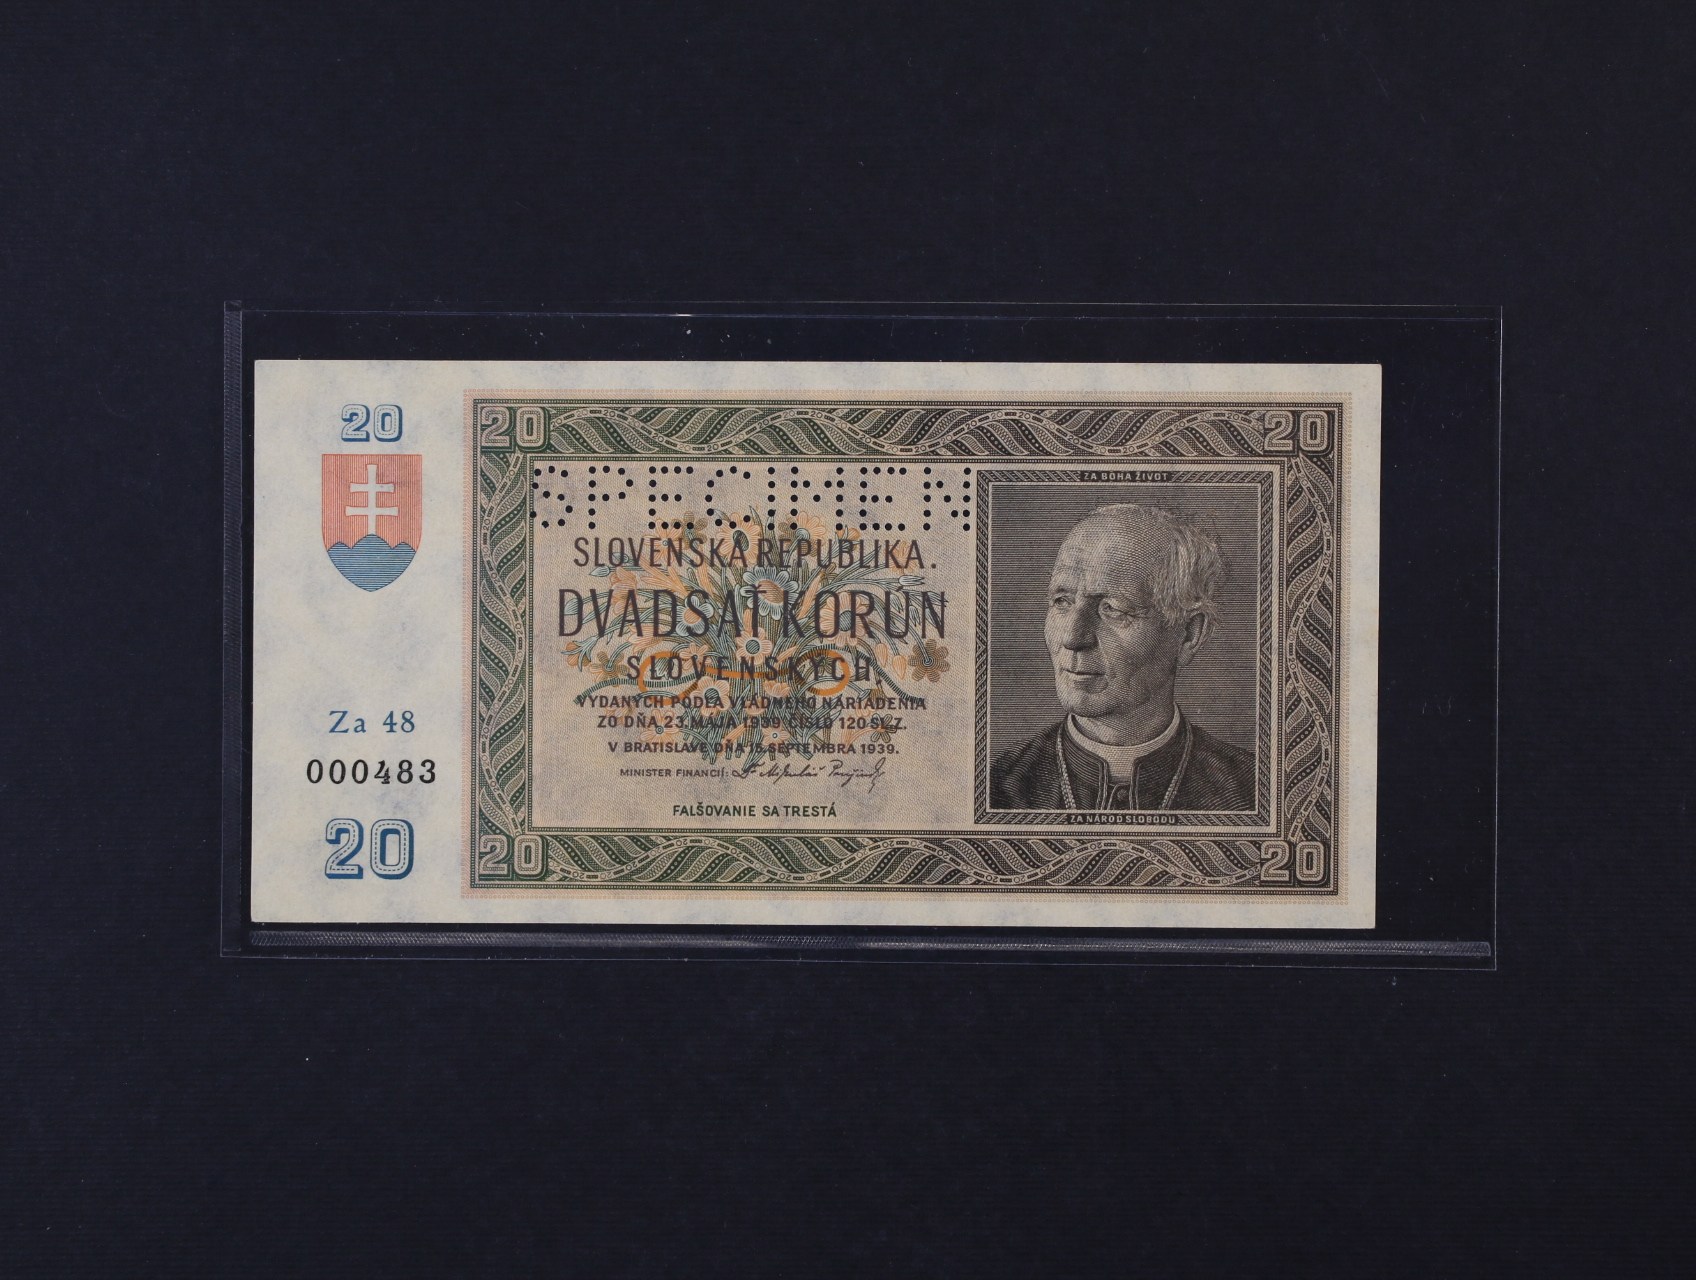 20
Za 48
000483
20
20 20
SPECIMEN
SLOVENSKÁ REPUBLIKA.
DVADSAŤ KORÚN
SLOVENSKÝCH,
VYDANÝCH PODĽA VLÁDNEHO NARIADENIA
ZO DŇA 23. MÁJA 1939 ČÍSLO 120 SL. Z.
V BRATISLAVE DŇA 15. SEPTEMBRA 1939.
MINISTER FINANCIÍ:
FALŠOVANIE SA TRESTÁ
ZA BOHA ŽIVOT
ZA NÁROD SLOBODU
20 20